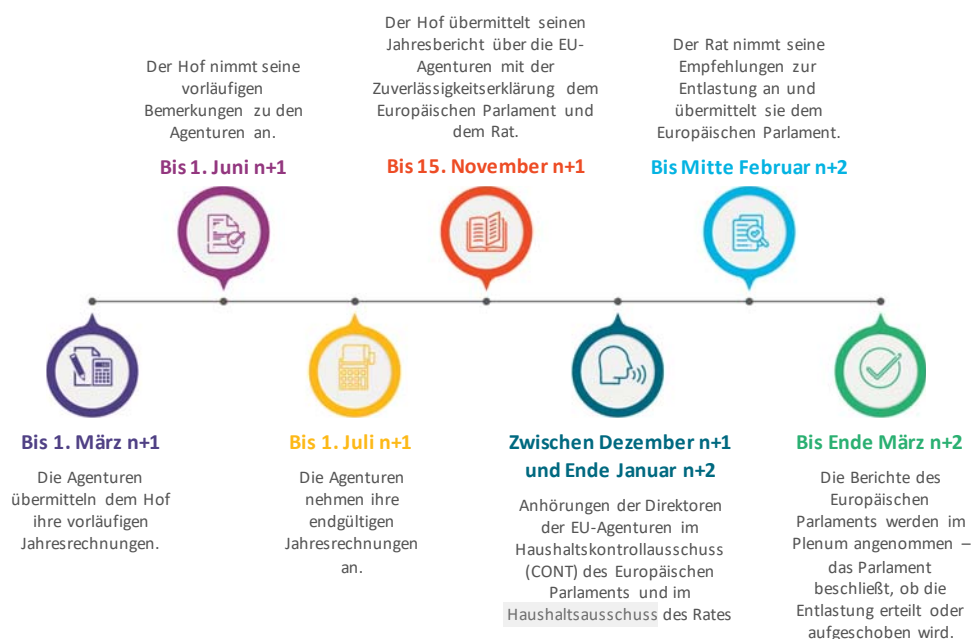 Der Hof nimmt seine
vorläufigen
Bemerkungen zu den
Agenturen an.
Bis 1. Juni n+1
Der Hof übermittelt seinen
Jahresbericht über die EU-
Agenturen mit der
Zuverlässigkeitserklärung dem
Europäischen Parlament und
dem Rat.
Bis 15. November n+1
Der Rat nimmt seine
Empfehlungen zur
Entlastung an und
übermittelt sie dem
Europäischen Parlament.
Bis Mitte Februar n+2
Bis 1. März n+1
Die Agenturen
übermitteln dem Hof
ihre vorläufigen
Jahresrechnungen.
Bis 1. Juli n+1
Die Agenturen
nehmen ihre
endgültigen
Jahresrechnungen
an.
Zwischen Dezember n+1
und Ende Januar n+2
Anhörungen der Direktoren
der EU-Agenturen im
Haushaltskontrollausschuss
(CONT) des Europäischen
Parlaments und im
Haushaltsausschuss des Rates
Bis Ende März n+2
Die Berichte des
Europäischen
Parlaments werden im
Plenum angenommen –
das Parlament
beschließt, ob die
Entlastung erteilt oder
aufgeschoben wird.